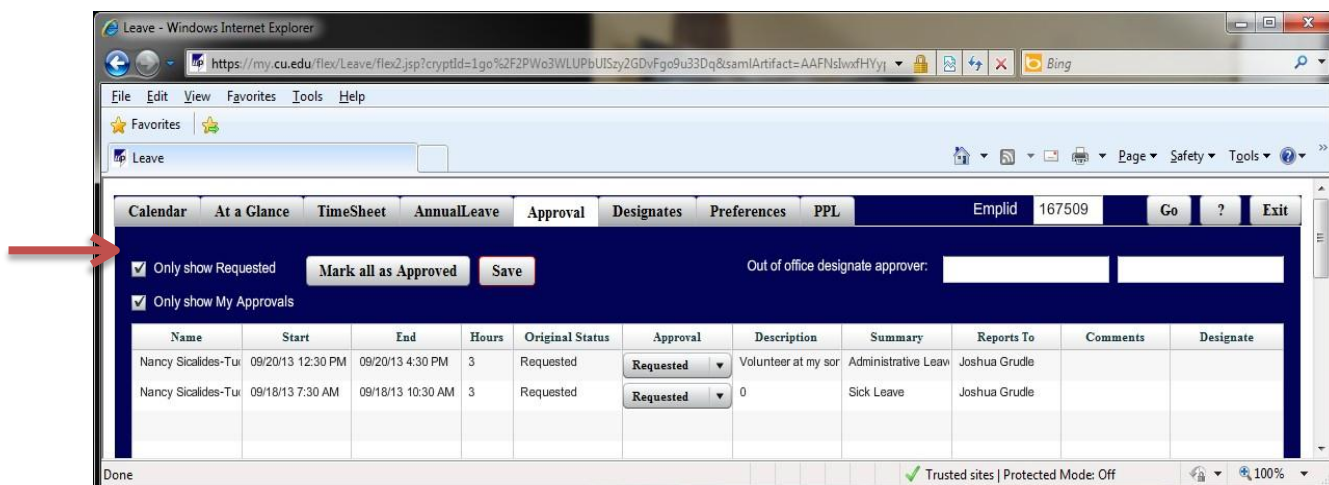 Leave - Windows Internet Explorer
https://my.cu.edu/flex/Leave/flex2.jsp?cryptId=1go%2F2PWo3WLUPbUISzy2GDvFgo9u33Dq&samlArtifact=AAFNsIwxfHYyj
Bing
File Edit View Favorites Tools Help
Favorites
Leave
Page Safety Tools
Calendar At a Glance TimeSheet AnnualLeave Approval Designates Preferences PPL Emplid 167509 Go ? Exit
Only show Requested Mark all as Approved Save Out of office designate approver:
Only show My Approvals
Name Start End Hours Original Status Approval Description Summary Reports To Comments Designate
Nancy Sicalides-Tu 09/20/13 12:30 PM 09/20/13 4:30 PM 3 Requested Requested Volunteer at my sor Administrative Leav Joshua Grudle
Nancy Sicalides-Tu 09/18/13 7:30 AM 09/18/13 10:30 AM 3 Requested Requested 0 Sick Leave Joshua Grudle
Done Trusted sites | Protected Mode: Off 100%